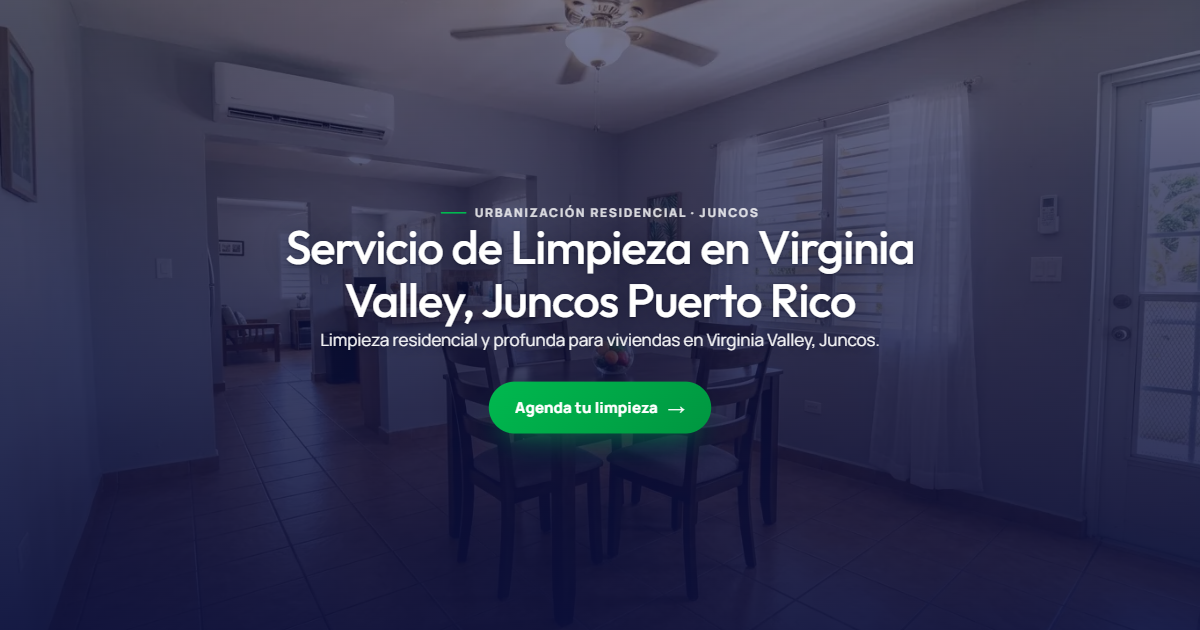 URBANIZACIÓN RESIDENCIAL · JUNCOS
Servicio de Limpieza en Virginia
Valley, Juncos Puerto Rico
Limpieza residencial y profunda para viviendas en Virginia Valley, Juncos.
Agenda tu limpieza →